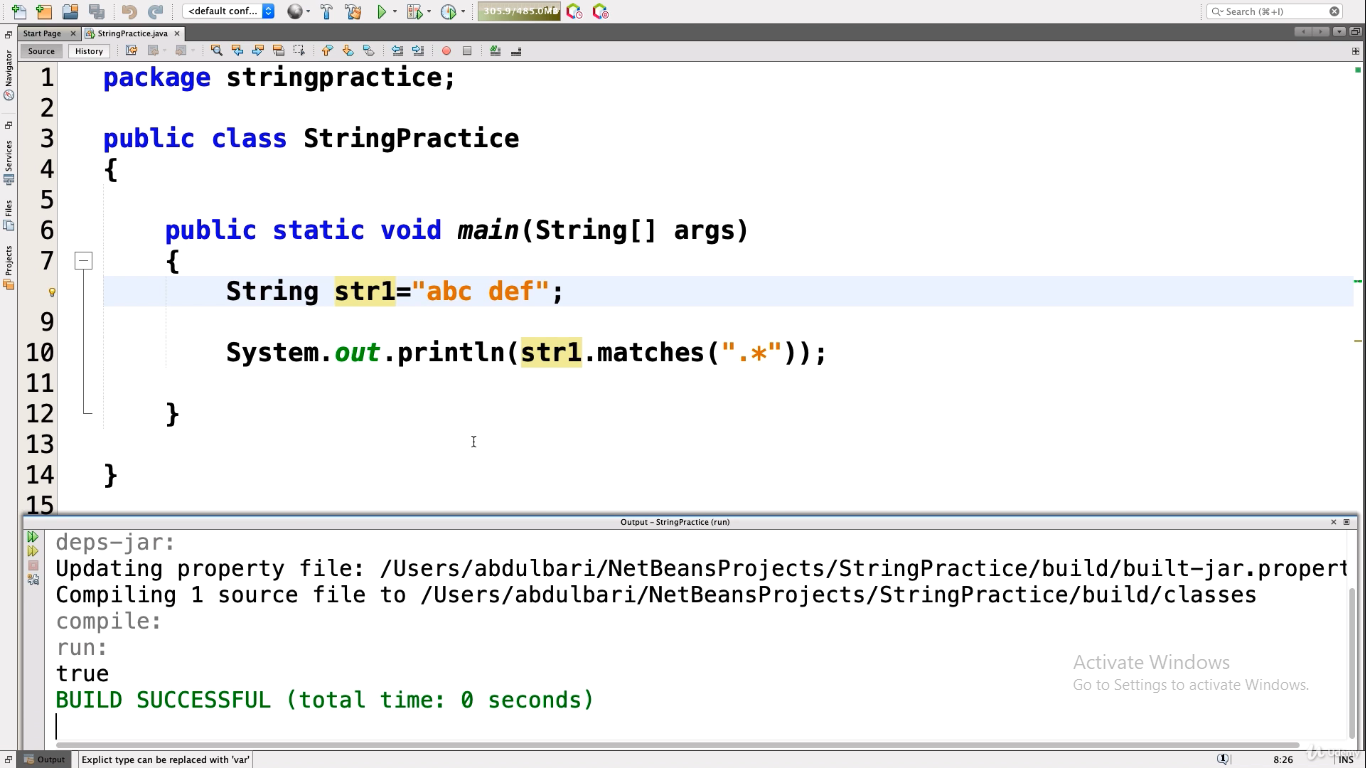 <default conf...
305.9/485.0MB
Search (⌘+I)
Start Page
StringPractice.java
Source
History
Navigator
Services
Files
Projects
1 package stringpractice;
2
3 public class StringPractice
4 {
5
6 public static void main(String[] args)
7 {
String str1="abc def";
9
10 System.out.println(str1.matches(".*"));
11
12 }
13
14 }
15
Output - StringPractice (run)
deps-jar:
Updating property file: /Users/abdulbari/NetBeansProjects/StringPractice/build/built-jar.propert
Compiling 1 source file to /Users/abdulbari/NetBeansProjects/StringPractice/build/classes
compile:
run:
true
BUILD SUCCESSFUL (total time: 0 seconds)
Activate Windows
Go to Settings to activate Windows.
Output
Explict type can be replaced with 'var'
1
8:26
INS
Udemy